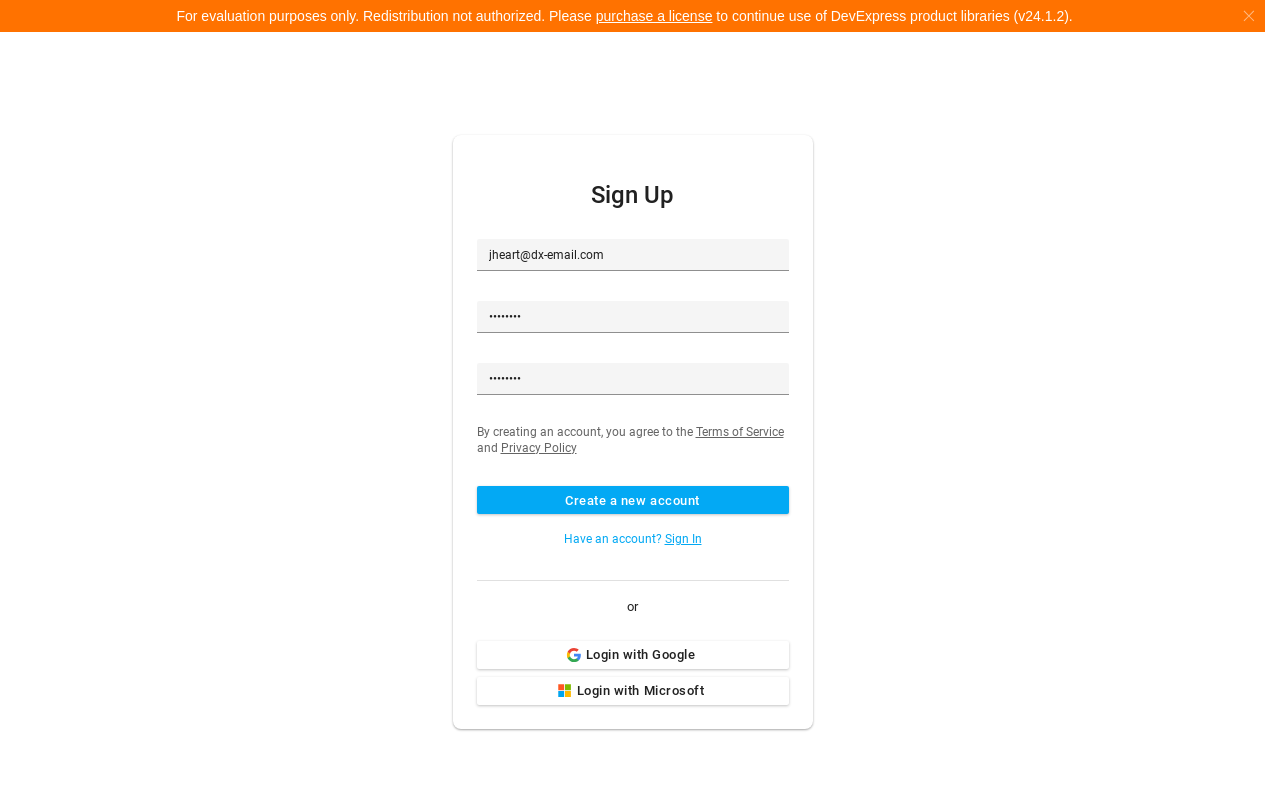 For evaluation purposes only. Redistribution not authorized. Please purchase a license to continue use of DevExpress product libraries (v24.1.2).
Sign Up
jheart@dx-email.com
••••••••
••••••••
By creating an account, you agree to the Terms of Service
and Privacy Policy
Create a new account
Have an account? Sign In
or
Login with Google
Login with Microsoft